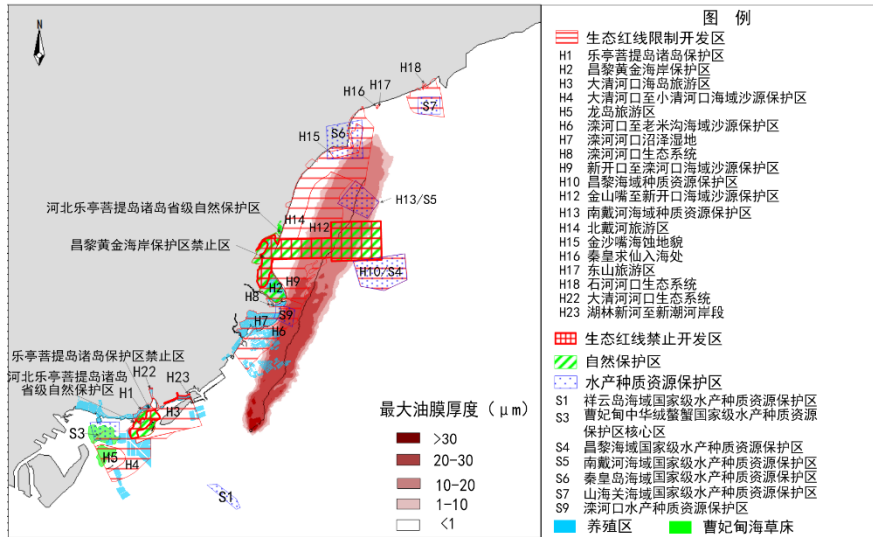 N
H18
H17
H16
S7
S6
H15
H13/S5
河北乐亭菩提岛诸岛省级自然保护区
H14
H12
昌黎黄金海岸保护区禁止区
H10/S4
H2
H9
H8
S9
H7
H6
乐亭菩提岛诸岛保护区禁止区
H22
H23
河北乐亭菩提岛诸岛
省级自然保护区
H1
H3
S3
H5
H4
S1
最大油膜厚度（μm）
>30
20-30
10-20
1-10
<1
图 例
生态红线限制开发区
H1 乐亭菩提岛诸岛保护区
H2 昌黎黄金海岸保护区
H3 大清河口海岛旅游区
H4 大清河口至小清河口海域沙源保护区
H5 龙岛旅游区
H6 滦河口至老米沟海域沙源保护区
H7 滦河河口沼泽湿地
H8 滦河河口生态系统
H9 新开口至滦河口海域沙源保护区
H10 昌黎海域种质资源保护区
H12 金山嘴至新开口海域沙源保护区
H13 南戴河海域种质资源保护区
H14 北戴河旅游区
H15 金沙嘴海蚀地貌
H16 秦皇求仙入海处
H17 东山旅游区
H18 石河河口生态系统
H22 大清河河口生态系统
H23 湖林新河至新潮河岸段
生态红线禁止开发区
自然保护区
水产种质资源保护区
S1 祥云岛海域国家级水产种质资源保护区
S3 曹妃甸中华绒螯蟹国家级水产种质资源
保护区核心区
S4 昌黎海域国家级水产种质资源保护区
S5 南戴河海域国家级水产种质资源保护区
S6 秦皇岛海域国家级水产种质资源保护区
S7 山海关海域国家级水产种质资源保护区
S9 滦河口水产种质资源保护区
养殖区 曹妃甸海草床